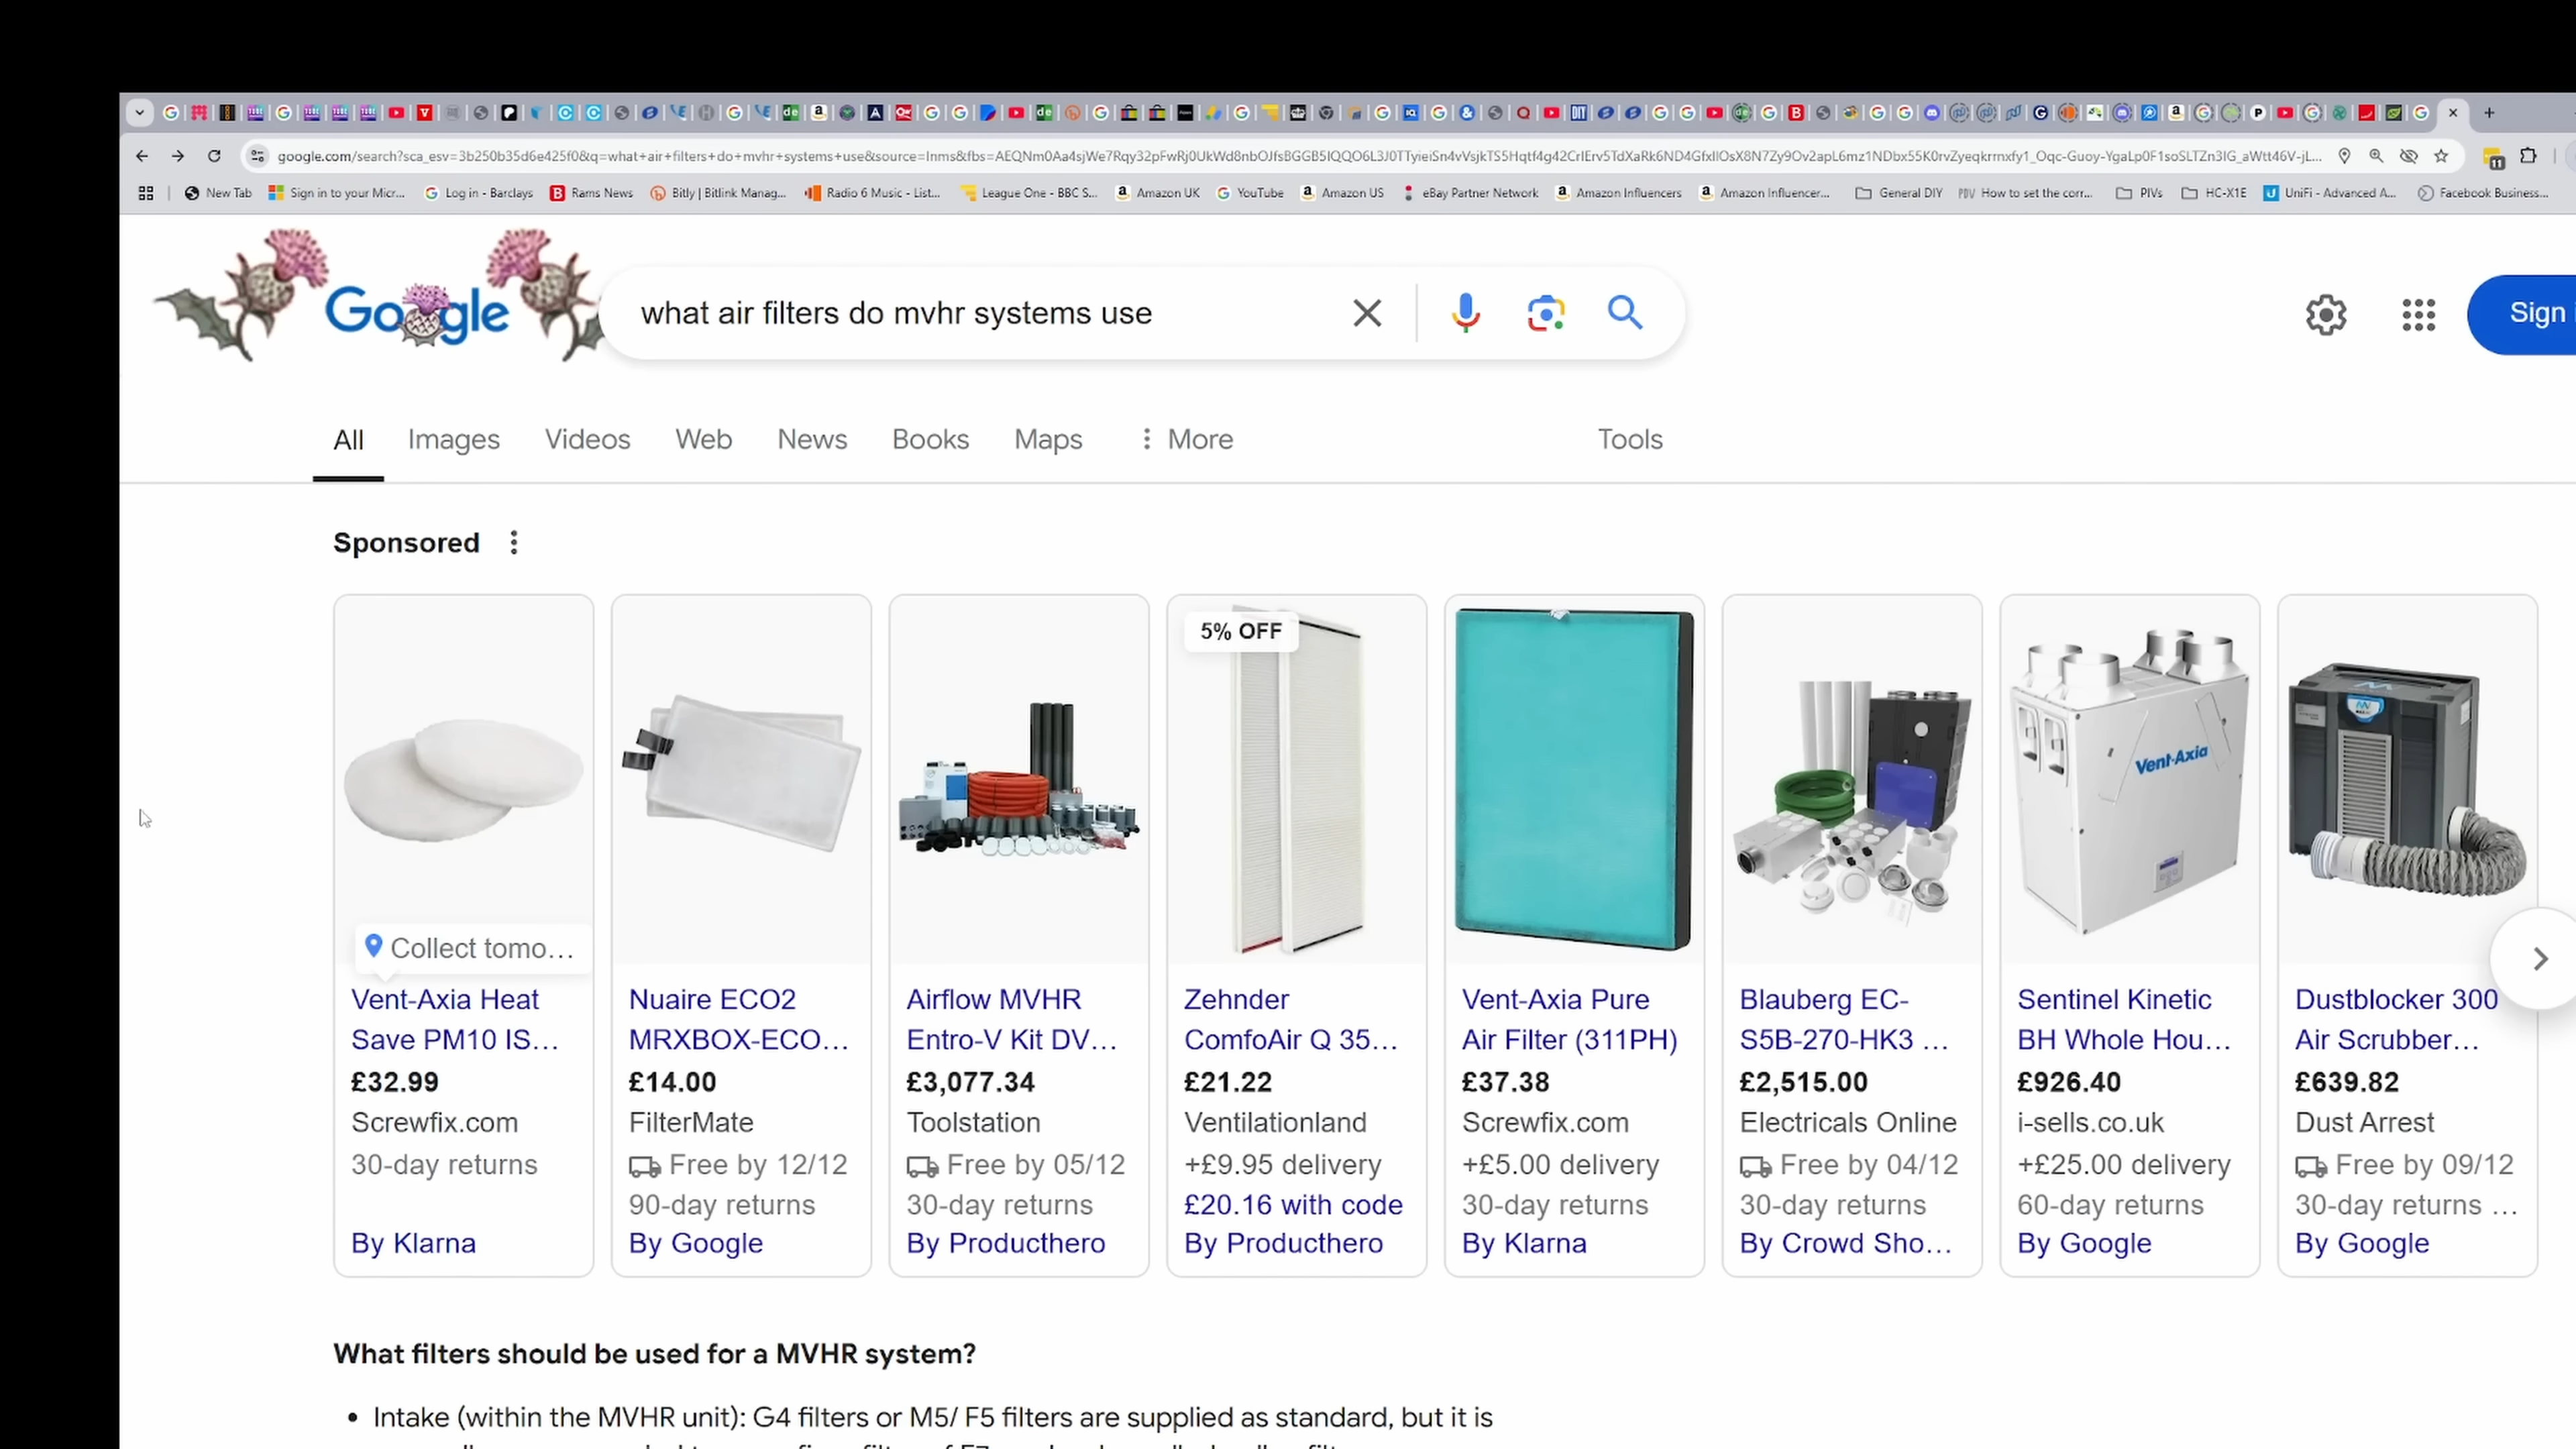 google.com/search?sca_esv=3b250b35d6e425f0&q=what+air+filters+do+mvhr+systems+use&source=lnms&fbs=
New Tab
Sign in to your Micr...
Log in - Barclays
Rams News
Bitly | Bitlink Manag...
Radio 6 Music - List...
League One - BBC S...
Amazon UK
YouTube
Amazon US
eBay Partner Network
Amazon Influencers
Amazon Influencer...
General DIY
How to set the corr...
PIVs
HC-X1E
UniFi - Advanced A...
Facebook Business...
11
Google
what air filters do mvhr systems use
Sign i
All Images Videos Web News Books Maps More Tools
Sponsored
Collect tomo...
Vent-Axia Heat
Save PM10 IS...
£32.99
Screwfix.com
30-day returns
By Klarna
Nuaire ECO2
MRXBOX-ECO...
£14.00
FilterMate
Free by 12/12
90-day returns
By Google
Airflow MVHR
Entro-V Kit DV...
£3,077.34
Toolstation
Free by 05/12
30-day returns
By Producthero
5% OFF
Zehnder
ComfoAir Q 35...
£21.22
Ventilationland
+£9.95 delivery
£20.16 with code
By Producthero
Vent-Axia Pure
Air Filter (311PH)
£37.38
Screwfix.com
+£5.00 delivery
30-day returns
By Klarna
Blauberg EC-
S5B-270-HK3 ...
£2,515.00
Electricals Online
Free by 04/12
30-day returns
By Crowd Sho...
Vent-Axia
Sentinel Kinetic
BH Whole Hou...
£926.40
i-sells.co.uk
+£25.00 delivery
60-day returns
By Google
Dustblocker 300
Air Scrubber...
£639.82
Dust Arrest
Free by 09/12
30-day returns ...
By Google
What filters should be used for a MVHR system?
• Intake (within the MVHR unit): G4 filters or M5/ F5 filters are supplied as standard, but it is